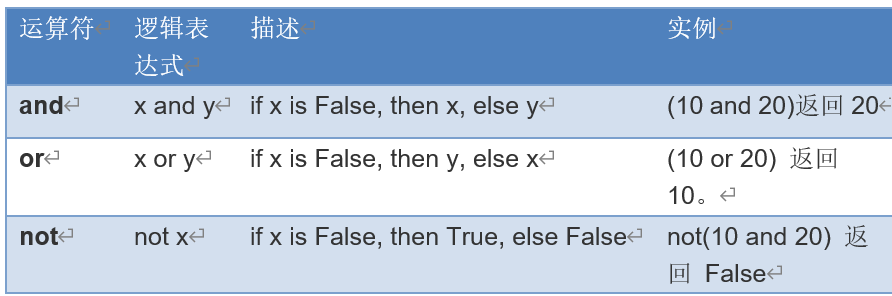 运算符 逻辑表 描述 实例
达式
and x and y if x is False, then x, else y (10 and 20)返回 20
or x or y if x is False, then y, else x (10 or 20) 返回
10。
not not x if x is False, then True, else False not(10 and 20) 返
回 False